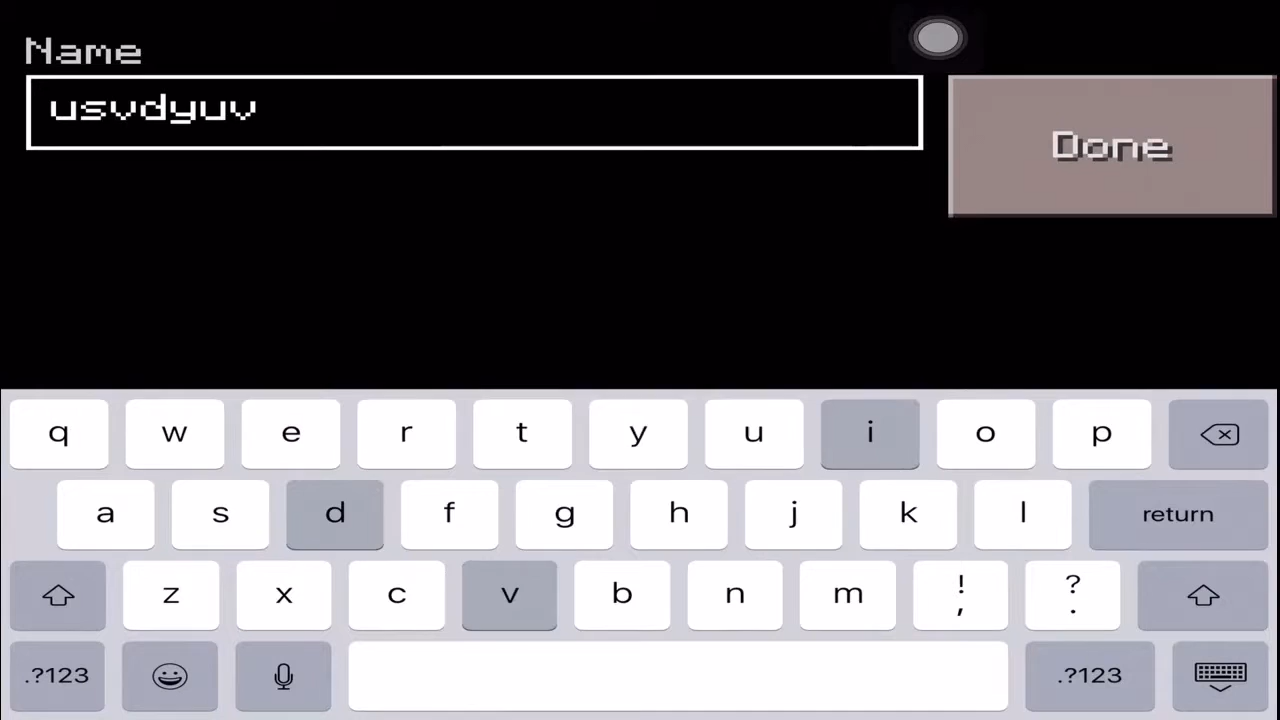 Name
usvdyuv
Done
q w e r t y u i o p
a s d f g h j k l return
z x c v b n m ! , ? .
.?123 .?123